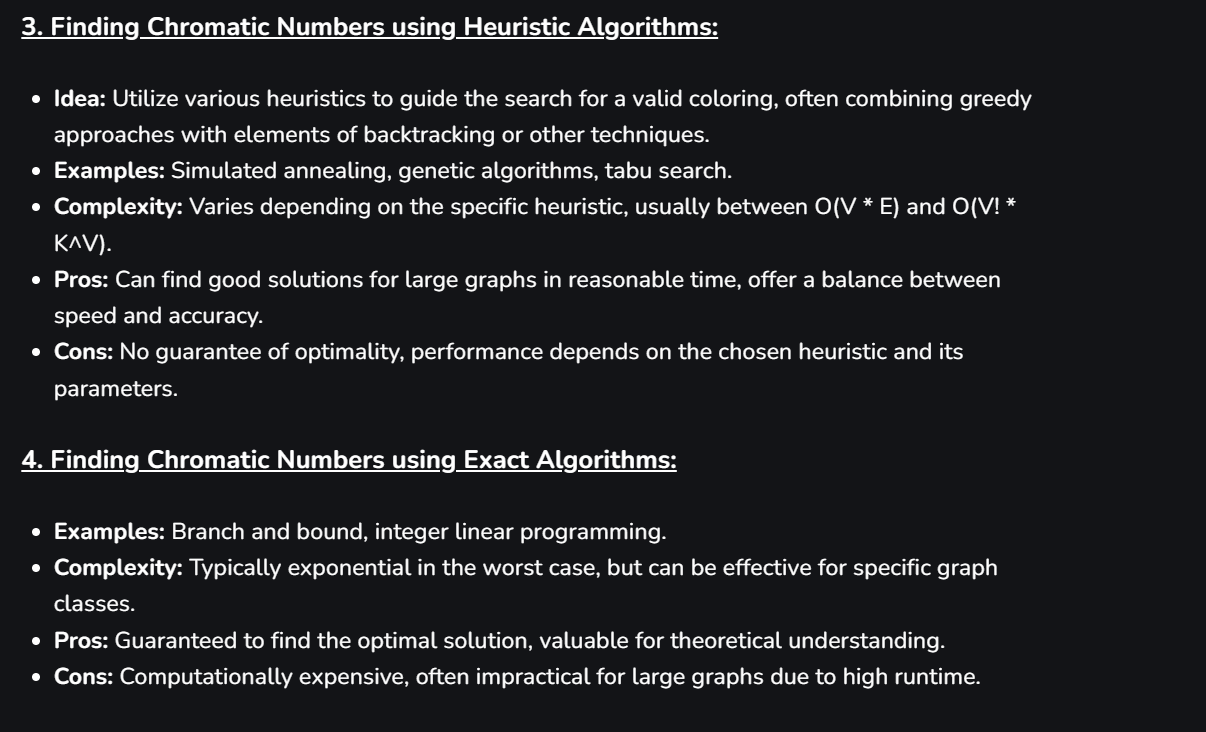 3. Finding Chromatic Numbers using Heuristic Algorithms:
• Idea: Utilize various heuristics to guide the search for a valid coloring, often combining greedy
approaches with elements of backtracking or other techniques.
• Examples: Simulated annealing, genetic algorithms, tabu search.
• Complexity: Varies depending on the specific heuristic, usually between O(V * E) and O(V! *
K^V).
• Pros: Can find good solutions for large graphs in reasonable time, offer a balance between
speed and accuracy.
• Cons: No guarantee of optimality, performance depends on the chosen heuristic and its
parameters.
4. Finding Chromatic Numbers using Exact Algorithms:
• Examples: Branch and bound, integer linear programming.
• Complexity: Typically exponential in the worst case, but can be effective for specific graph
classes.
• Pros: Guaranteed to find the optimal solution, valuable for theoretical understanding.
• Cons: Computationally expensive, often impractical for large graphs due to high runtime.